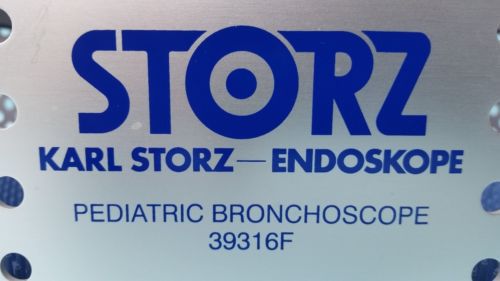 STORZ
KARL STORZ—ENDOSKOPE
PEDIATRIC BRONCHOSCOPE
39316F